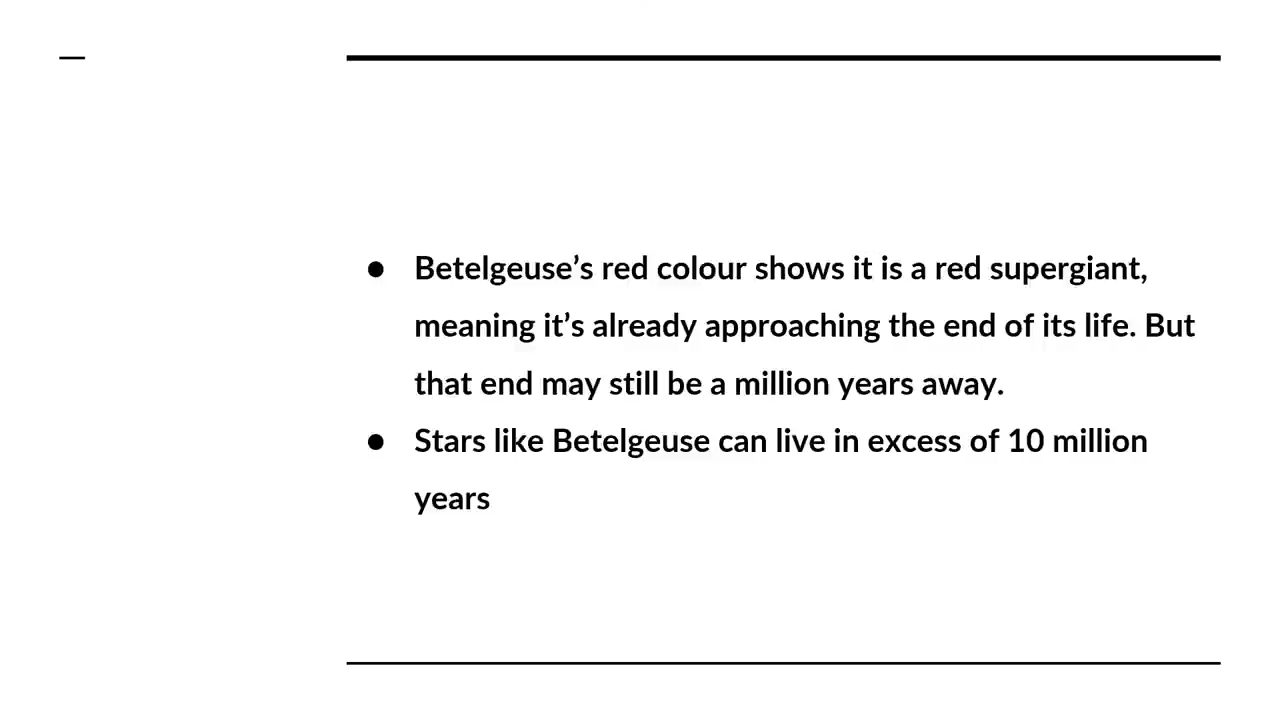 ● Betelgeuse’s red colour shows it is a red supergiant,
meaning it’s already approaching the end of its life. But
that end may still be a million years away.
● Stars like Betelgeuse can live in excess of 10 million
years